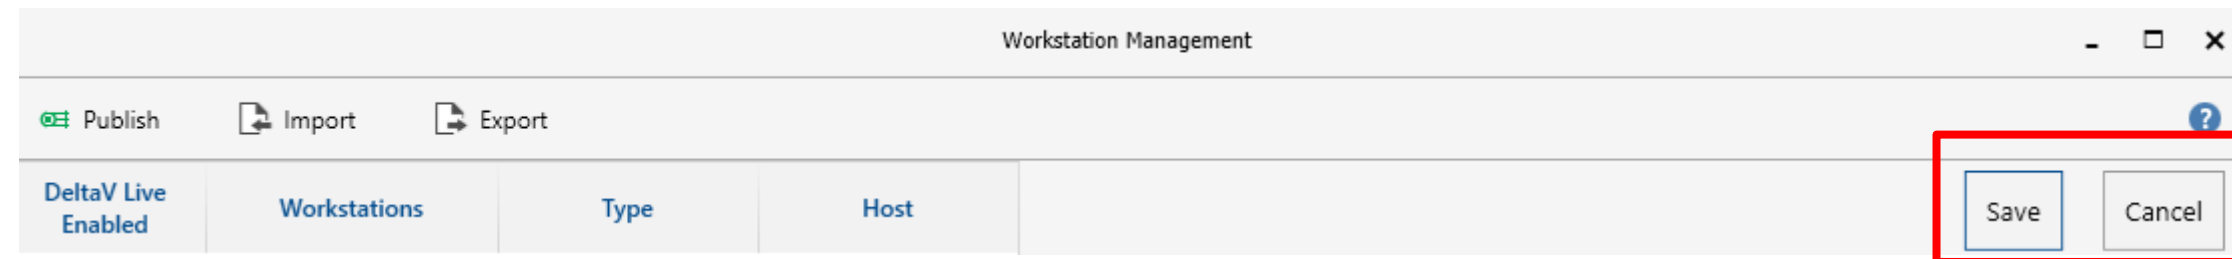 Workstation Management
Publish Import Export
?
DeltaV Live
Enabled
Workstations
Type
Host
Save
Cancel